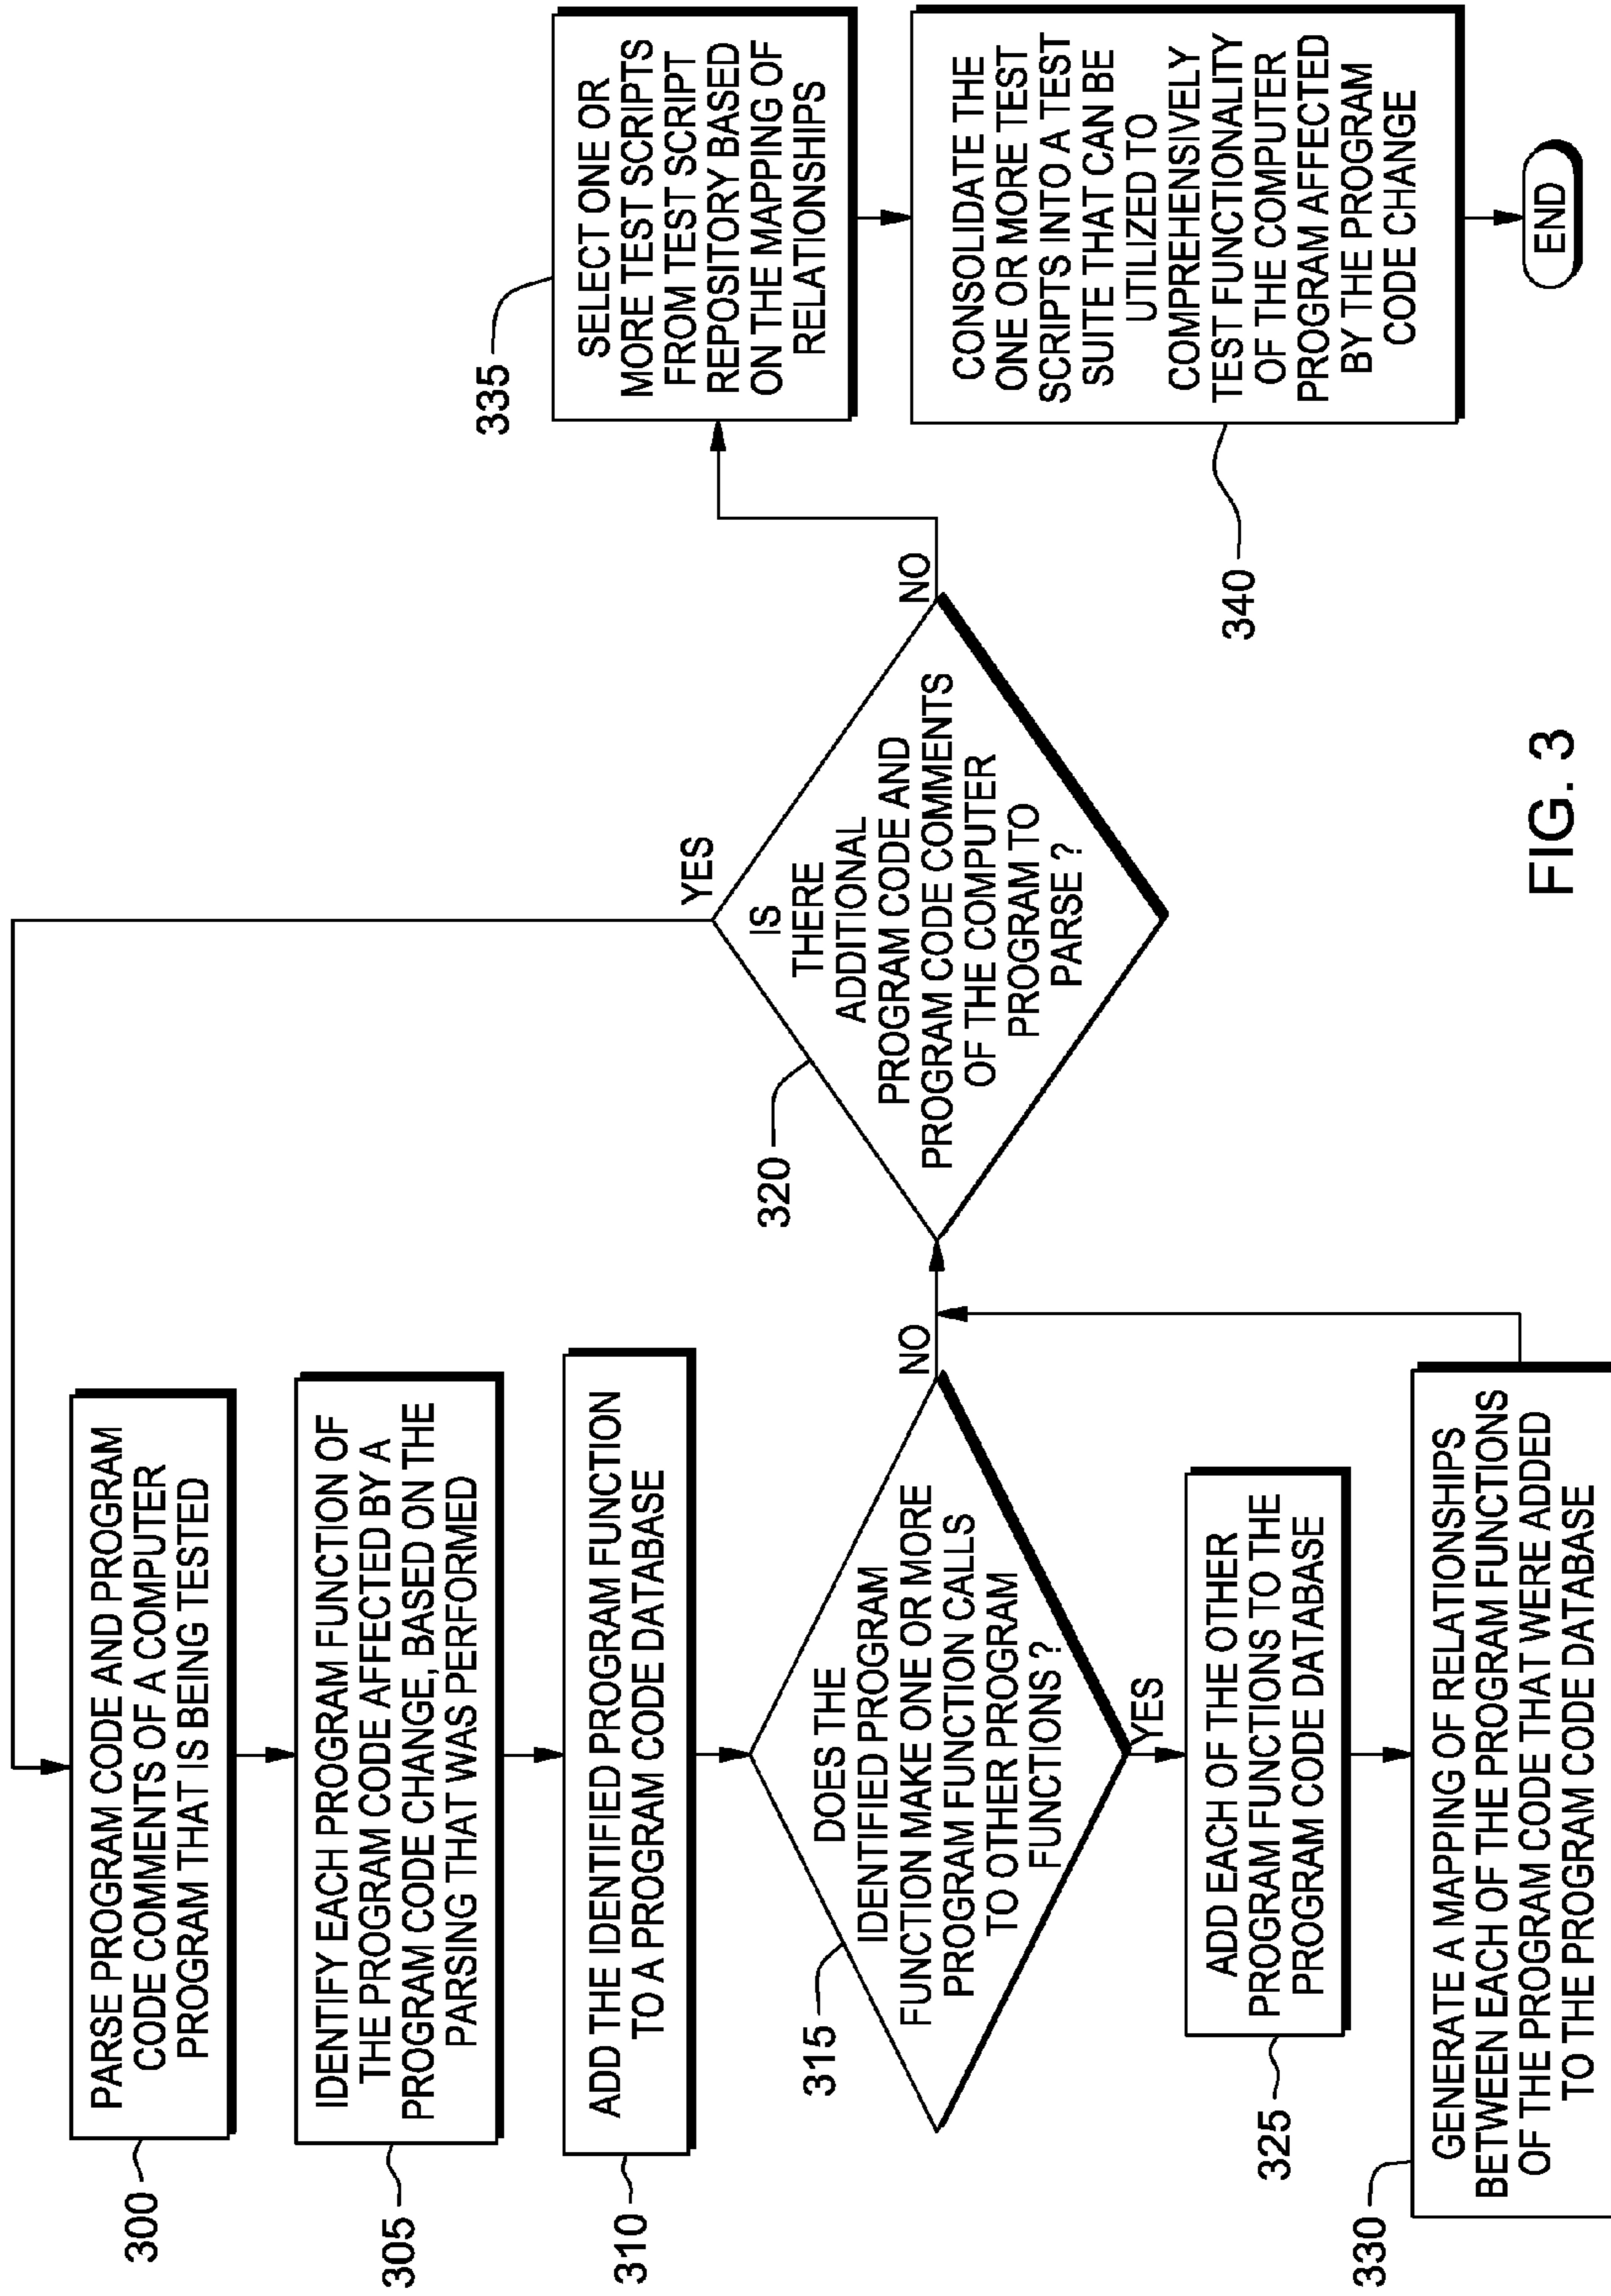 300
PARSE PROGRAM CODE AND PROGRAM
CODE COMMENTS OF A COMPUTER
PROGRAM THAT IS BEING TESTED
305
IDENTIFY EACH PROGRAM FUNCTION OF
THE PROGRAM CODE AFFECTED BY A
PROGRAM CODE CHANGE, BASED ON THE
PARSING THAT WAS PERFORMED
310
ADD THE IDENTIFIED PROGRAM FUNCTION
TO A PROGRAM CODE DATABASE
315
DOES THE
IDENTIFIED PROGRAM
FUNCTION MAKE ONE OR MORE
PROGRAM FUNCTION CALLS
TO OTHER PROGRAM
FUNCTIONS ?
NO
YES
325
ADD EACH OF THE OTHER
PROGRAM FUNCTIONS TO THE
PROGRAM CODE DATABASE
330
GENERATE A MAPPING OF RELATIONSHIPS
BETWEEN EACH OF THE PROGRAM FUNCTIONS
OF THE PROGRAM CODE THAT WERE ADDED
TO THE PROGRAM CODE DATABASE
320
IS
THERE
ADDITIONAL
PROGRAM CODE AND
PROGRAM CODE COMMENTS
OF THE COMPUTER
PROGRAM TO
PARSE ?
YES
NO
335
SELECT ONE OR
MORE TEST SCRIPTS
FROM TEST SCRIPT
REPOSITORY BASED
ON THE MAPPING OF
RELATIONSHIPS
340
CONSOLIDATE THE
ONE OR MORE TEST
SCRIPTS INTO A TEST
SUITE THAT CAN BE
UTILIZED TO
COMPREHENSIVELY
TEST FUNCTIONALITY
OF THE COMPUTER
PROGRAM AFFECTED
BY THE PROGRAM
CODE CHANGE
END
FIG. 3